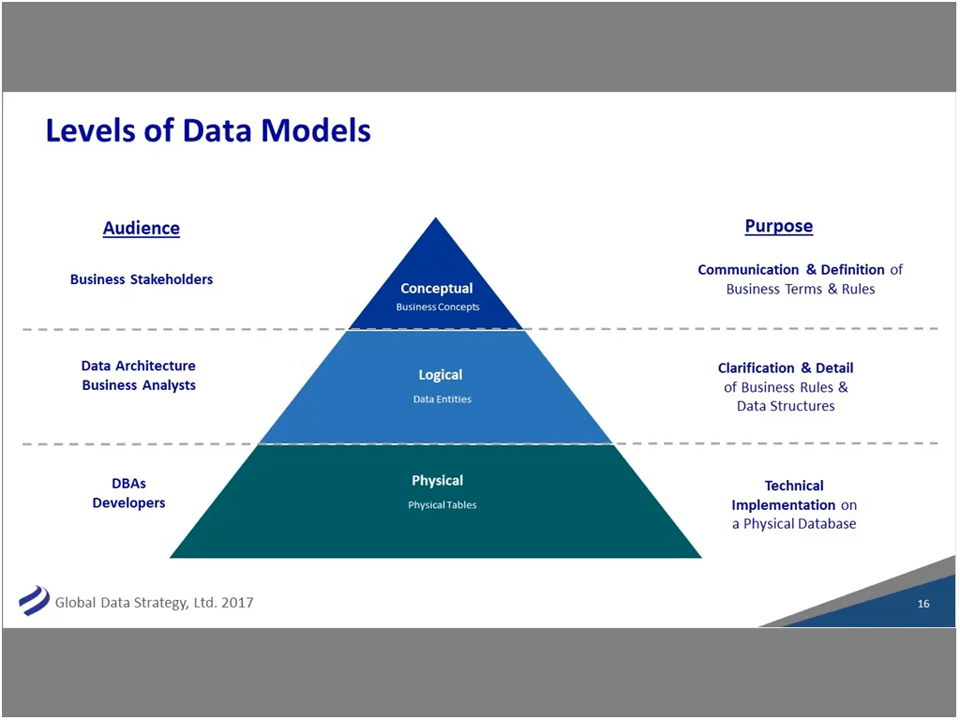 Levels of Data Models
Audience
Purpose
Business Stakeholders
Conceptual
Business Concepts
Communication & Definition of
Business Terms & Rules
Data Architecture
Business Analysts
Logical
Data Entities
Clarification & Detail
of Business Rules &
Data Structures
DBAs
Developers
Physical
Physical Tables
Technical
Implementation on
a Physical Database
Global Data Strategy, Ltd. 2017
16